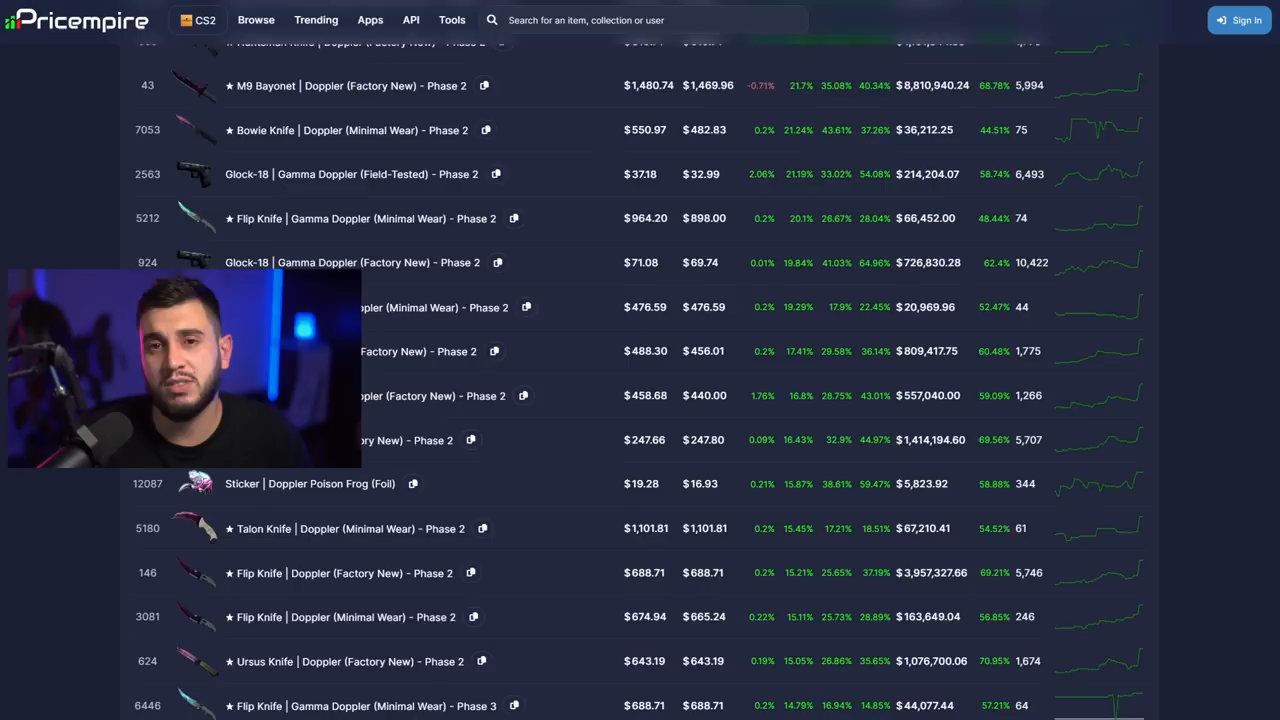 Pricempire CS2 Browse Trending Apps API Tools Search for an item, collection or user Sign In
43 ★ M9 Bayonet | Doppler (Factory New) - Phase 2 $1,480.74 $1,469.96 -0.71% 21.7% 35.08% 40.34% $8,810,940.24 68.78% 5,994
7053 ★ Bowie Knife | Doppler (Minimal Wear) - Phase 2 $550.97 $482.83 0.2% 21.24% 43.61% 37.26% $36,212.25 44.51% 75
2563 Glock-18 | Gamma Doppler (Field-Tested) - Phase 2 $37.18 $32.99 2.06% 21.19% 33.02% 54.08% $214,204.07 58.74% 6,493
5212 ★ Flip Knife | Gamma Doppler (Minimal Wear) - Phase 2 $964.20 $898.00 0.2% 20.1% 26.67% 28.04% $66,452.00 48.44% 74
924 Glock-18 | Gamma Doppler (Factory New) - Phase 2 $71.08 $69.74 0.01% 19.84% 41.03% 64.96% $726,830.28 62.4% 10,422
(Minimal Wear) - Phase 2 $476.59 $476.59 0.2% 19.29% 17.9% 22.45% $20,969.96 52.47% 44
Factory New) - Phase 2 $488.30 $456.01 0.2% 17.41% 29.58% 36.14% $809,417.75 60.48% 1,775
(Factory New) - Phase 2 $458.68 $440.00 1.76% 16.8% 28.75% 43.01% $557,040.00 59.09% 1,266
New) - Phase 2 $247.66 $247.80 0.09% 16.43% 32.9% 44.97% $1,414,194.60 69.56% 5,707
12087 Sticker | Doppler Poison Frog (Foil) $19.28 $16.93 0.21% 15.87% 38.61% 59.47% $5,823.92 58.88% 344
5180 ★ Talon Knife | Doppler (Minimal Wear) - Phase 2 $1,101.81 $1,101.81 0.2% 15.45% 17.21% 18.51% $67,210.41 54.52% 61
146 ★ Flip Knife | Doppler (Factory New) - Phase 2 $688.71 $688.71 0.2% 15.21% 25.65% 37.19% $3,957,327.66 69.21% 5,746
3081 ★ Flip Knife | Doppler (Minimal Wear) - Phase 2 $674.94 $665.24 0.22% 15.11% 25.73% 28.89% $163,649.04 56.85% 246
624 ★ Ursus Knife | Doppler (Factory New) - Phase 2 $643.19 $643.19 0.19% 15.05% 26.86% 35.65% $1,076,700.06 70.95% 1,674
6446 ★ Flip Knife | Gamma Doppler (Minimal Wear) - Phase 3 $688.71 $688.71 0.2% 14.79% 16.94% 14.85% $44,077.44 57.21% 64